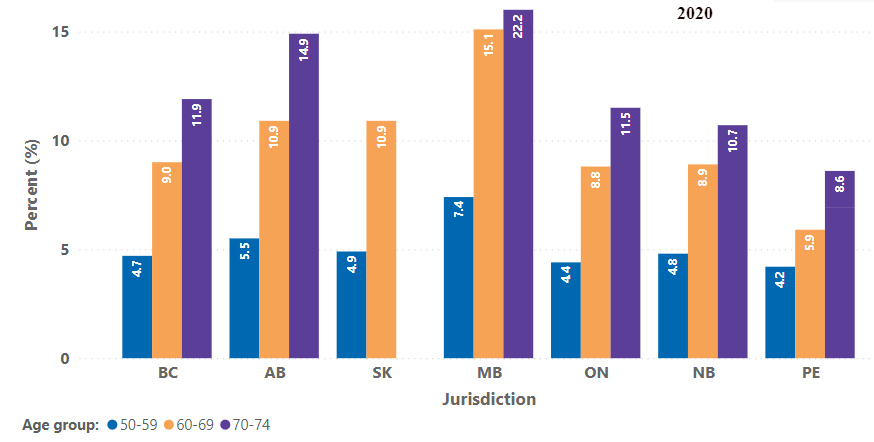 2020
15
10
5
0
Percent (%)
4.7 9.0 11.9
5.5 10.9 14.9
4.9 10.9
7.4 15.1 22.2
4.4 8.8 11.5
4.8 8.9 10.7
4.2 5.9 8.6
BC AB SK MB ON NB PE
Jurisdiction
Age group: 50-59 60-69 70-74